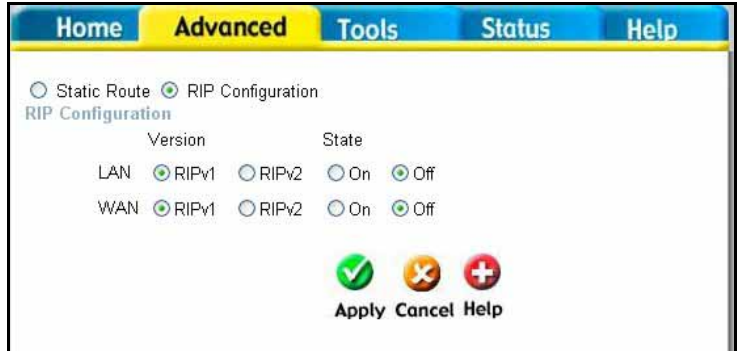 Home Advanced Tools Status Help
Static Route RIP Configuration
RIP Configuration
Version State
LAN RIPv1 RIPv2 On Off
WAN RIPv1 RIPv2 On Off
Apply Cancel Help